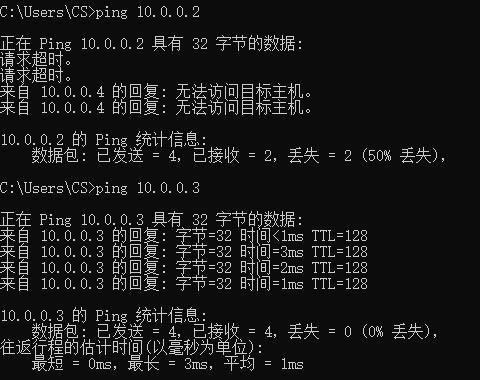 C:\Users\CS>ping 10.0.0.2
正在 Ping 10.0.0.2 具有 32 字节的数据:
请求超时。
请求超时。
来自 10.0.0.4 的回复: 无法访问目标主机。
来自 10.0.0.4 的回复: 无法访问目标主机。
10.0.0.2 的 Ping 统计信息:
数据包: 已发送 = 4, 已接收 = 2, 丢失 = 2 (50% 丢失),
C:\Users\CS>ping 10.0.0.3
正在 Ping 10.0.0.3 具有 32 字节的数据:
来自 10.0.0.3 的回复: 字节=32 时间<1ms TTL=128
来自 10.0.0.3 的回复: 字节=32 时间=3ms TTL=128
来自 10.0.0.3 的回复: 字节=32 时间=2ms TTL=128
来自 10.0.0.3 的回复: 字节=32 时间=1ms TTL=128
10.0.0.3 的 Ping 统计信息:
数据包: 已发送 = 4, 已接收 = 4, 丢失 = 0 (0% 丢失),
往返行程的估计时间(以毫秒为单位):
最短 = 0ms, 最长 = 3ms, 平均 = 1ms